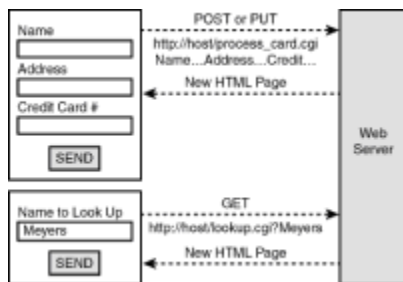 Name
Address
Credit Card #
SEND
POST or PUT
http://host/process_card.cgi
Name...Address...Credit...
New HTML Page
Web
Server
Name to Look Up
Meyers
SEND
GET
http://host/lookup.cgi?Meyers
New HTML Page